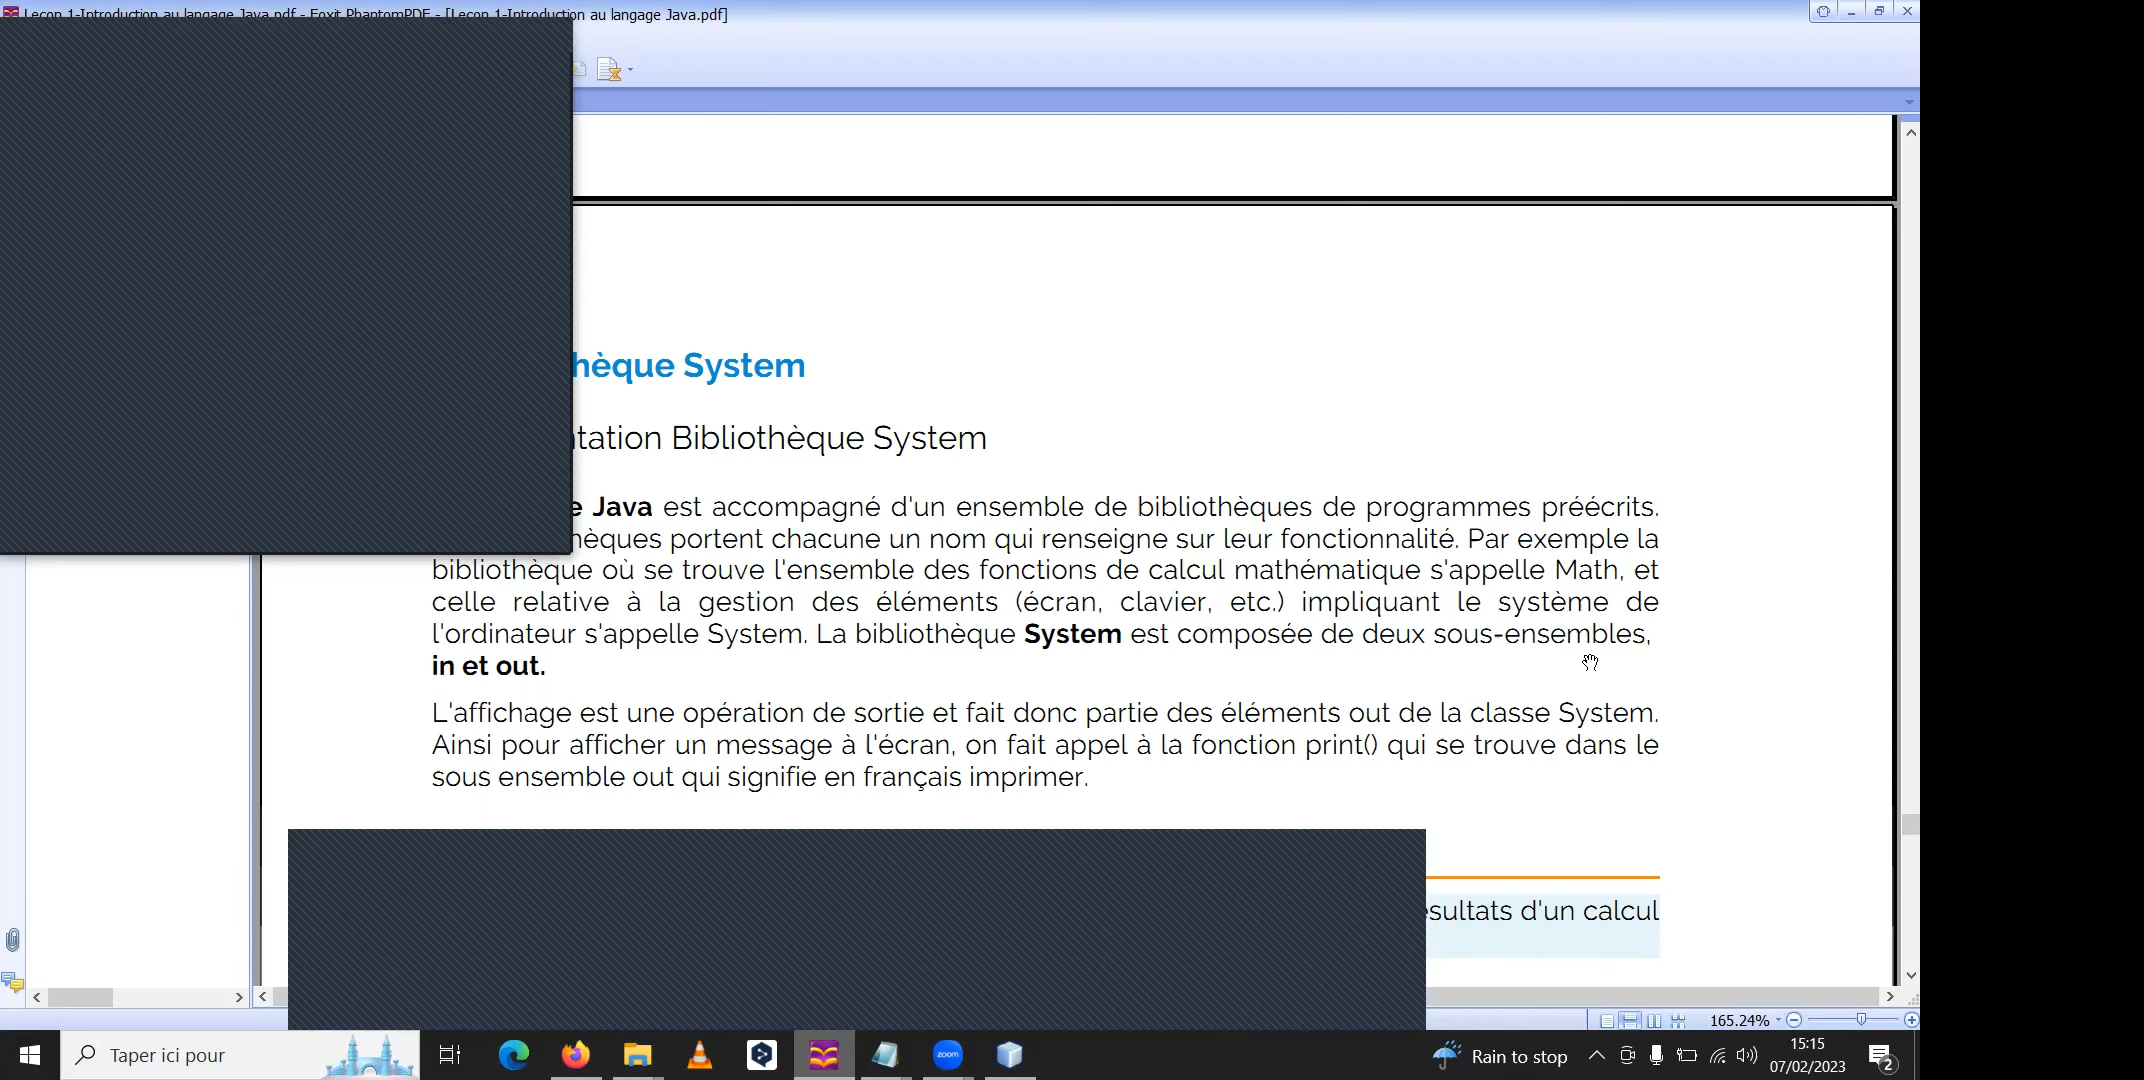 Leçon 1-Introduction au langage Java.pdf - Foxit PhantomPDF - [Leçon 1-Introduction au langage Java.pdf]
hèque System
tation Bibliothèque System
e Java est accompagné d'un ensemble de bibliothèques de programmes préécrits.
hèques portent chacune un nom qui renseigne sur leur fonctionnalité. Par exemple la
bibliothèque où se trouve l'ensemble des fonctions de calcul mathématique s'appelle Math, et
celle relative à la gestion des éléments (écran, clavier, etc.) impliquant le système de
l'ordinateur s'appelle System. La bibliothèque System est composée de deux sous-ensembles,
in et out.
L'affichage est une opération de sortie et fait donc partie des éléments out de la classe System.
Ainsi pour afficher un message à l'écran, on fait appel à la fonction print() qui se trouve dans le
sous ensemble out qui signifie en français imprimer.
sultats d'un calcul
165.24%
Taper ici pour
zoom
Rain to stop
15:15
07/02/2023
2